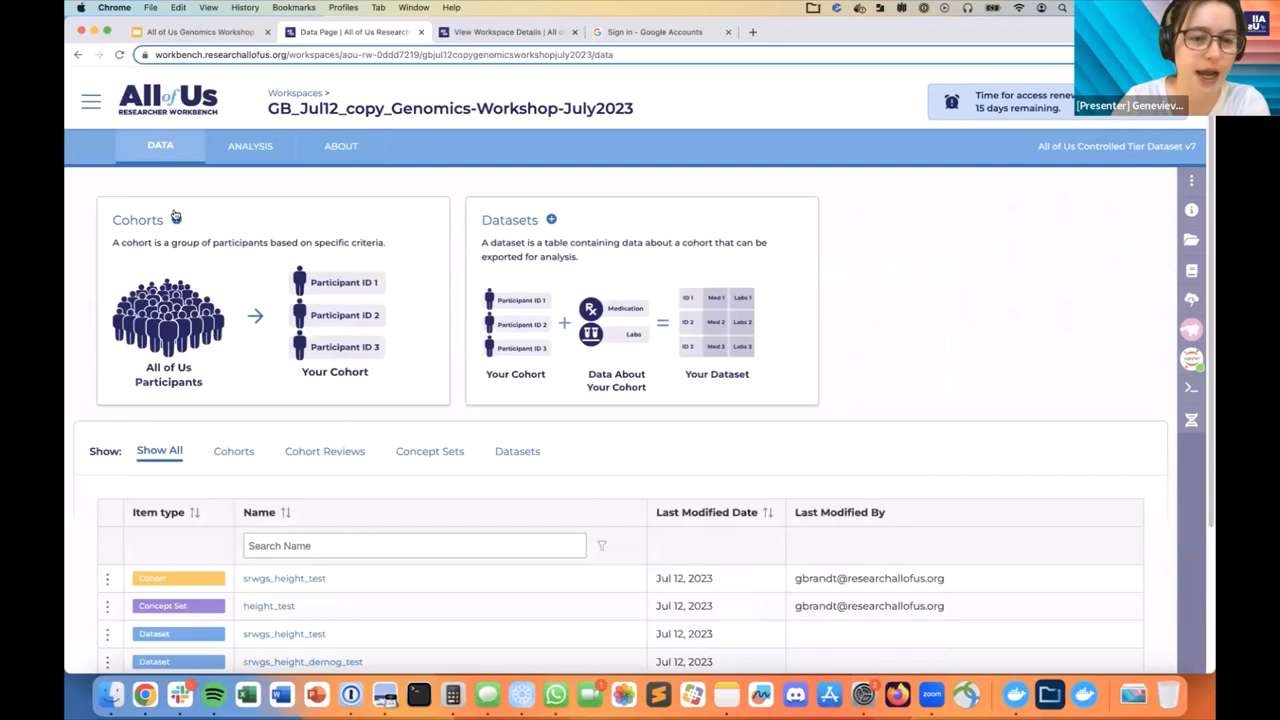 Chrome File Edit View History Bookmarks Profiles Tab Window Help
All of Us Genomics Workshop
Data Page | All of Us Research
View Workspace Details | All of
Sign in - Google Accounts
workbench.researchallofus.org/workspaces/aou-rw-0ddd7219/gbjul12copygenomicsworkshopjuly2023/data
All of Us
RESEARCHER WORKBENCH
Workspaces >
GB_Jul12_copy_Genomics-Workshop-July2023
Time for access renew
15 days remaining.
[Presenter] Geneviev...
DATA ANALYSIS ABOUT
All of Us Controlled Tier Dataset v7
Cohorts
A cohort is a group of participants based on specific criteria.
Participant ID 1
Participant ID 2
Participant ID 3
All of Us
Participants
Your Cohort
Datasets
A dataset is a table containing data about a cohort that can be
exported for analysis.
Participant ID 1
Participant ID 2
Participant ID 3
Rx
Medication
Labs
ID 1 Med 1 Labs 1
ID 2 Med 2 Labs 2
ID 3 Med 3 Labs 3
Your Cohort
Data About
Your Cohort
Your Dataset
Show: Show All Cohorts Cohort Reviews Concept Sets Datasets
Item type Name Last Modified Date Last Modified By
Search Name
Cohort srwgs_height_test Jul 12, 2023 gbrandt@researchallofus.org
Concept Set height_test Jul 12, 2023 gbrandt@researchallofus.org
Dataset srwgs_height_test Jul 12, 2023
Dataset srwgs_height_demog_test Jul 12, 2023
zoom